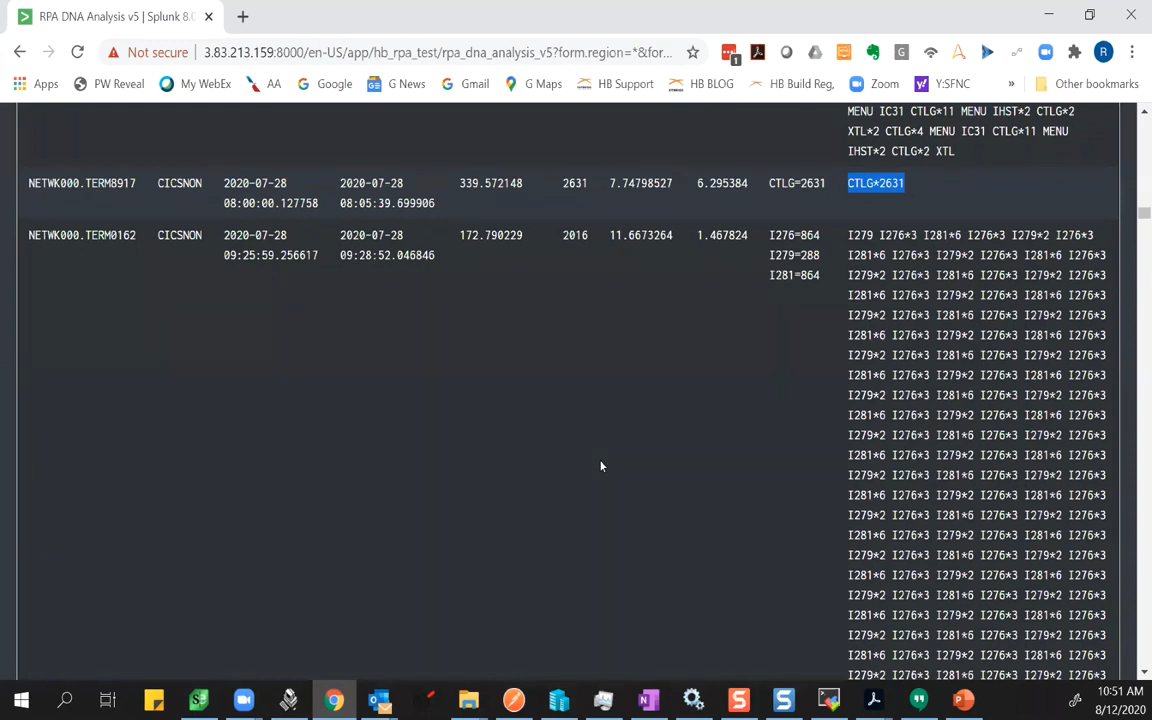 RPA DNA Analysis v5 | Splunk 8.0
Not secure 3.83.213.159:8000/en-US/app/hb_rpa_test/rpa_dna_analysis_v5?form.region=*&for... 1 R
Apps PW Reveal My WebEx AA Google G News Gmail G Maps HB Support HB BLOG HB Build Reg, Zoom Y:SFNC » Other bookmarks
MENU IC31 CTLG*11 MENU IHST*2 CTLG*2
XTL*2 CTLG*4 MENU IC31 CTLG*11 MENU
IHST*2 CTLG*2 XTL
NETWK000.TERM8917 CICSNON 2020-07-28 2020-07-28 339.572148 2631 7.74798527 6.295384 CTLG=2631 CTLG*2631
08:00:00.127758 08:05:39.699906
NETWK000.TERM0162 CICSNON 2020-07-28 2020-07-28 172.790229 2016 11.6673264 1.467824 I276=864 I279 I276*3 I281*6 I276*3 I279*2 I276*3
09:25:59.256617 09:28:52.046846 I279=288 I281*6 I276*3 I279*2 I276*3 I281*6 I276*3
I281=864 I279*2 I276*3 I281*6 I276*3 I279*2 I276*3
I281*6 I276*3 I279*2 I276*3 I281*6 I276*3
I279*2 I276*3 I281*6 I276*3 I279*2 I276*3
I281*6 I276*3 I279*2 I276*3 I281*6 I276*3
I279*2 I276*3 I281*6 I276*3 I279*2 I276*3
I281*6 I276*3 I279*2 I276*3 I281*6 I276*3
I279*2 I276*3 I281*6 I276*3 I279*2 I276*3
I281*6 I276*3 I279*2 I276*3 I281*6 I276*3
I279*2 I276*3 I281*6 I276*3 I279*2 I276*3
I281*6 I276*3 I279*2 I276*3 I281*6 I276*3
I279*2 I276*3 I281*6 I276*3 I279*2 I276*3
I281*6 I276*3 I279*2 I276*3 I281*6 I276*3
I279*2 I276*3 I281*6 I276*3 I279*2 I276*3
I281*6 I276*3 I279*2 I276*3 I281*6 I276*3
I279*2 I276*3 I281*6 I276*3 I279*2 I276*3
I281*6 I276*3 I279*2 I276*3 I281*6 I276*3
I279*2 I276*3 I281*6 I276*3 I279*2 I276*3
I281*6 I276*3 I279*2 I276*3 I281*6 I276*3
I279*2 I276*3 I281*6 I276*3 I279*2 I276*3
I281*6 I276*3 I279*2 I276*3 I281*6 I276*3
I279*2 I276*3 I281*6 I276*3 I279*2 I276*3
10:51 AM
8/12/2020